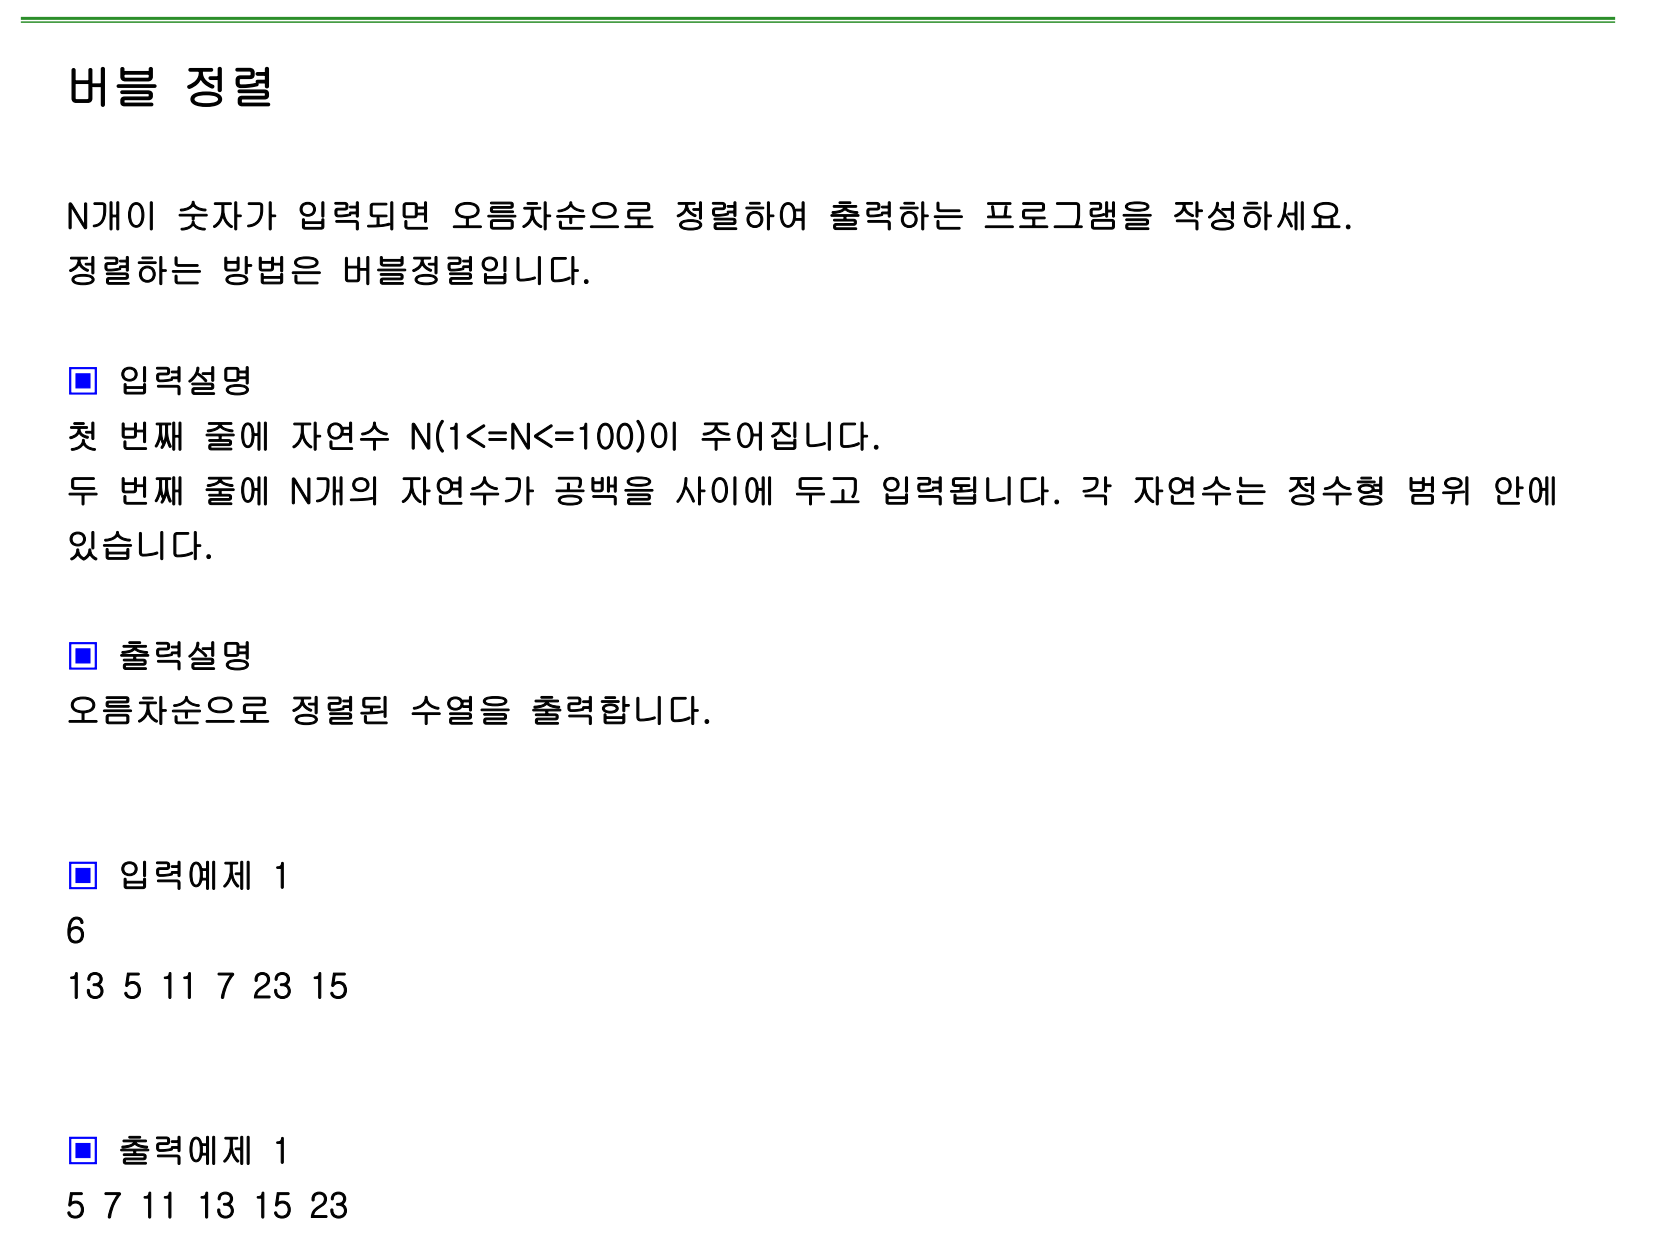 버블 정렬
N개이 숫자가 입력되면 오름차순으로 정렬하여 출력하는 프로그램을 작성하세요.
정렬하는 방법은 버블정렬입니다.
▣ 입력설명
첫 번째 줄에 자연수 N(1<=N<=100)이 주어집니다.
두 번째 줄에 N개의 자연수가 공백을 사이에 두고 입력됩니다. 각 자연수는 정수형 범위 안에
있습니다.
▣ 출력설명
오름차순으로 정렬된 수열을 출력합니다.
▣ 입력예제 1
6
13 5 11 7 23 15
▣ 출력예제 1
5 7 11 13 15 23